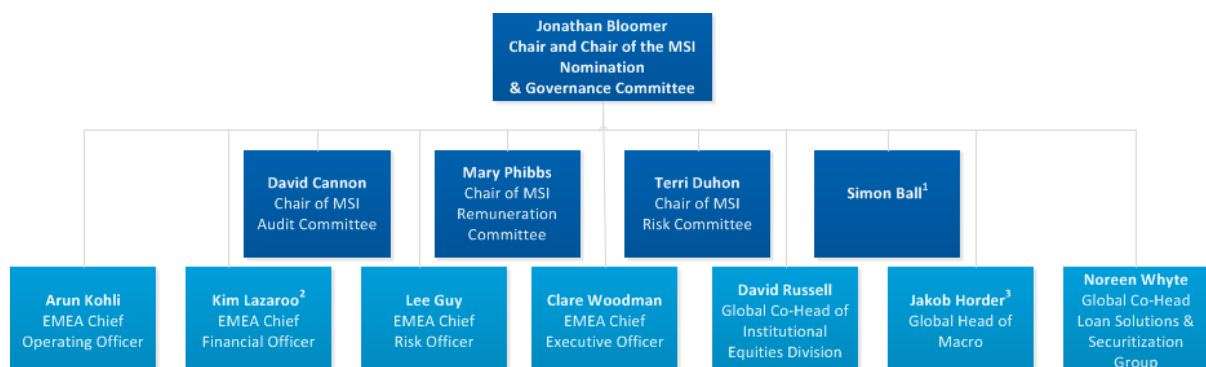 Jonathan Bloomer
Chair and Chair of the MSI
Nomination
& Governance Committee
David Cannon
Chair of MSI
Audit Committee
Mary Phibbs
Chair of MSI
Remuneration
Committee
Terri Duhon
Chair of MSI
Risk Committee
Simon Ball¹
Arun Kohli
EMEA Chief
Operating Officer
Kim Lazaroo²
EMEA Chief
Financial Officer
Lee Guy
EMEA Chief
Risk Officer
Clare Woodman
EMEA Chief
Executive Officer
David Russell
Global Co-Head of
Institutional
Equities Division
Jakob Horder³
Global Head of
Macro
Noreen Whyte
Global Co-Head
Loan Solutions &
Securitization
Group